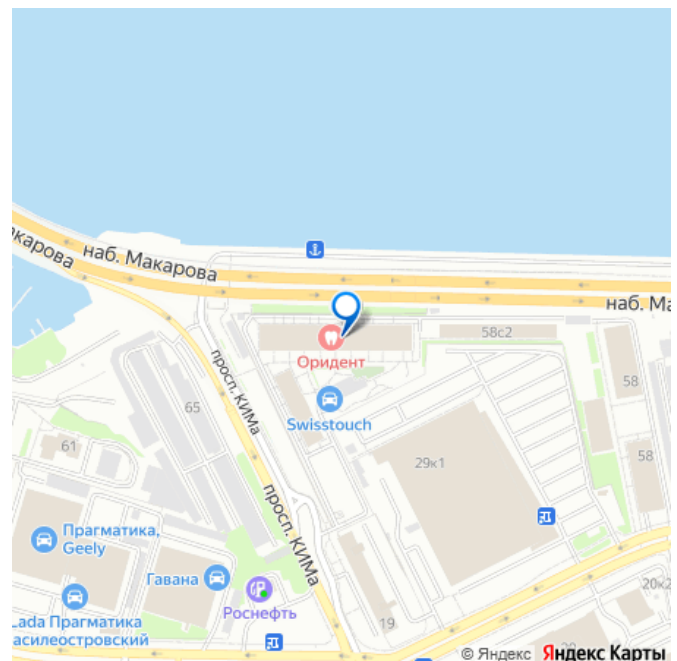 акарова
наб. Макарова
наб. Ма
58с2
Оридент
просп. КИМа
58
65
Swisstouch
61
29к1
58
просп. КИМа
Прагматика,
Geely
Гавана
Роснефть
Lada Прагматика
асилеостровский
19
20к2
© Яндекс Яндекс Карты